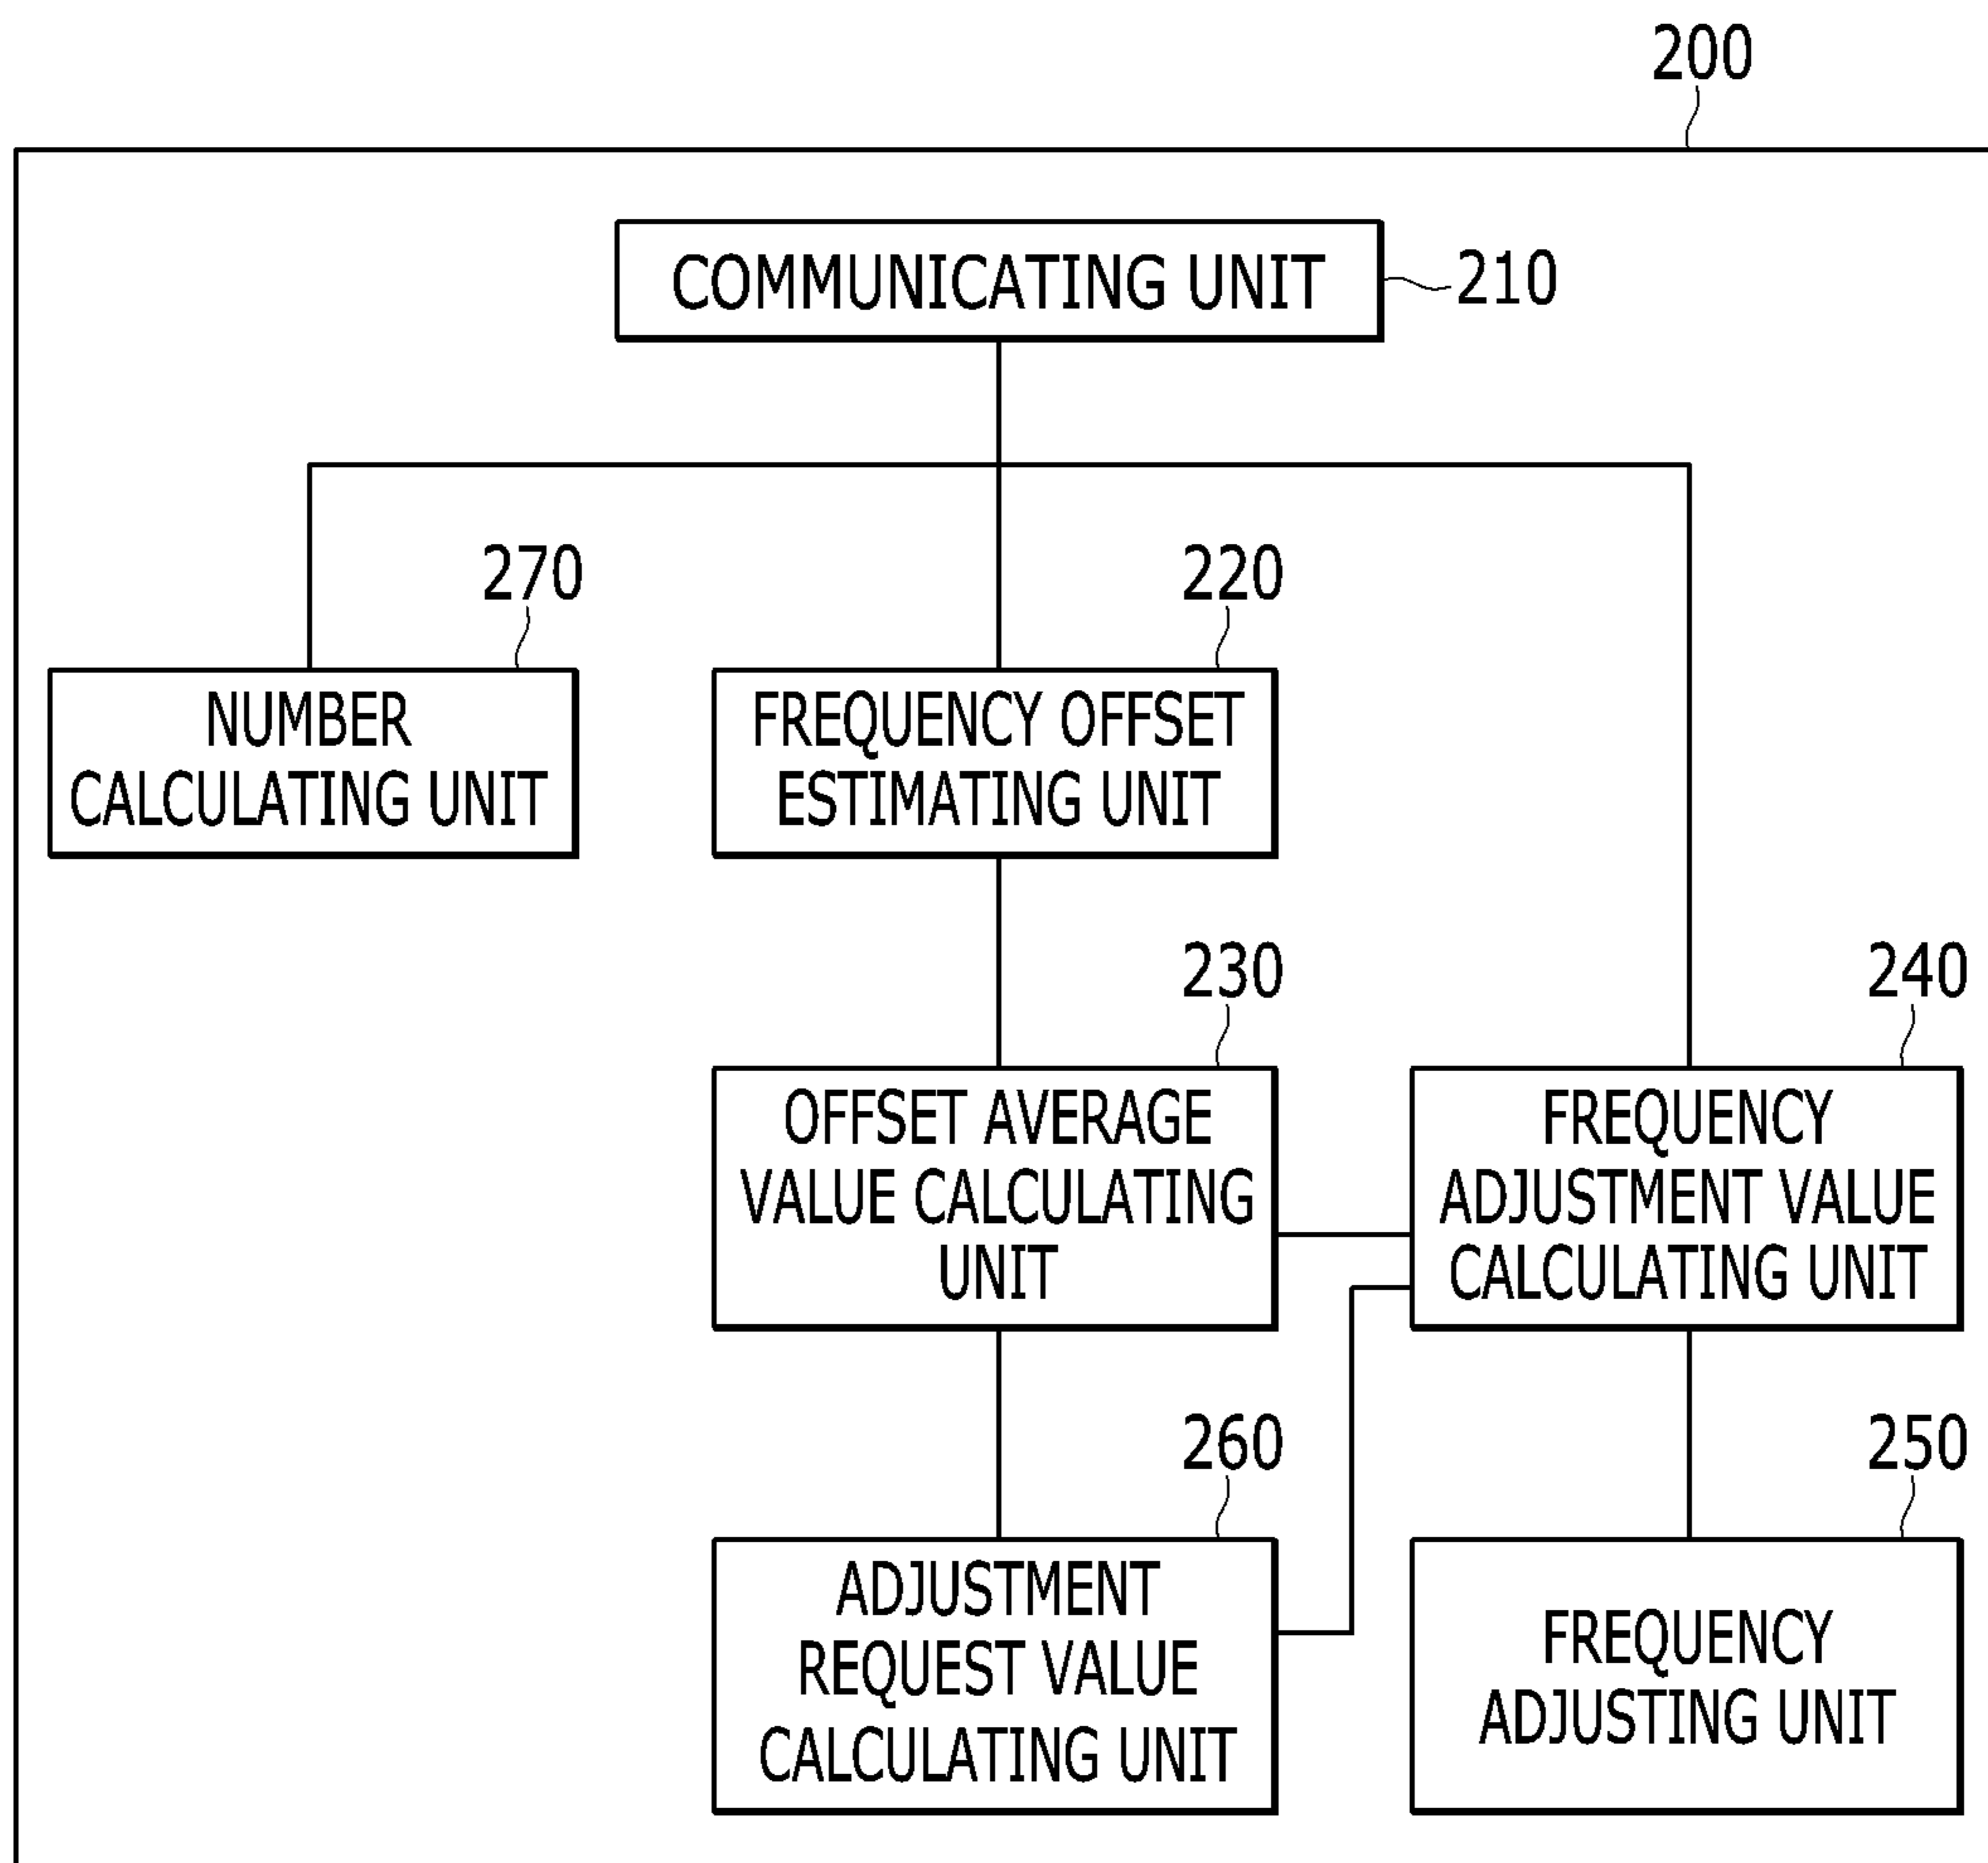 200
COMMUNICATING UNIT
210
270
NUMBER
CALCULATING UNIT
220
FREQUENCY OFFSET
ESTIMATING UNIT
230
OFFSET AVERAGE
VALUE CALCULATING
UNIT
240
FREQUENCY
ADJUSTMENT VALUE
CALCULATING UNIT
260
ADJUSTMENT
REQUEST VALUE
CALCULATING UNIT
250
FREQUENCY
ADJUSTING UNIT